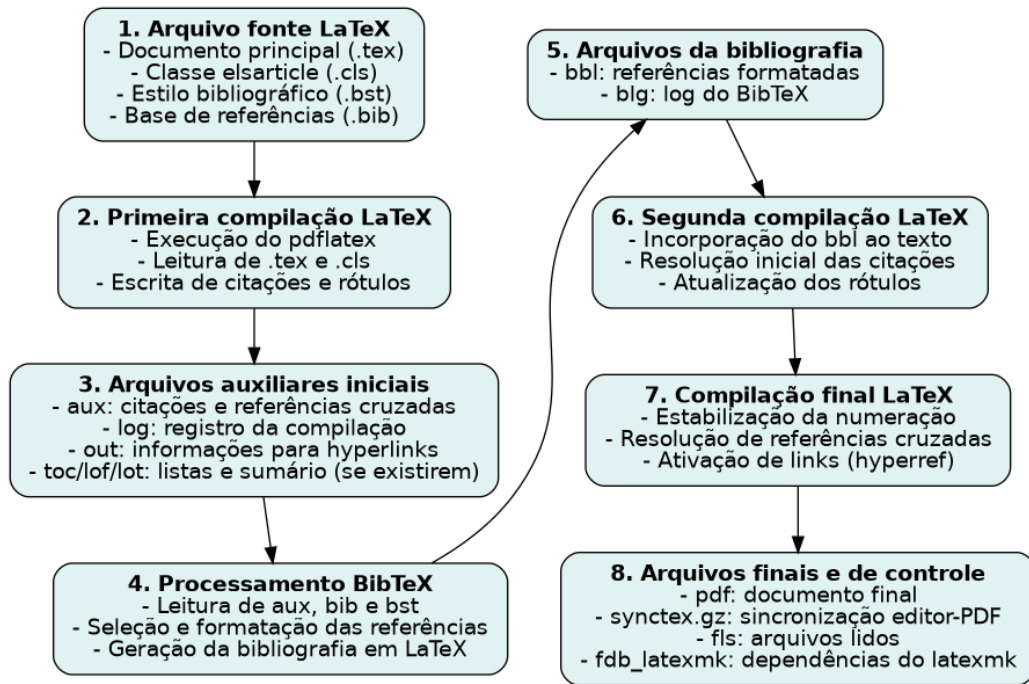 1. Arquivo fonte LaTeX
- Documento principal (.tex)
- Classe elsarticle (.cls)
- Estilo bibliográfico (.bst)
- Base de referências (.bib)
2. Primeira compilação LaTeX
- Execução do pdflatex
- Leitura de .tex e .cls
- Escrita de citações e rótulos
3. Arquivos auxiliares iniciais
- aux: citações e referências cruzadas
- log: registro da compilação
- out: informações para hyperlinks
- toc/lof/lot: listas e sumário (se existirem)
4. Processamento BibTeX
- Leitura de aux, bib e bst
- Seleção e formatação das referências
- Geração da bibliografia em LaTeX
5. Arquivos da bibliografia
- bbl: referências formatadas
- blg: log do BibTeX
6. Segunda compilação LaTeX
- Incorporação do bbl ao texto
- Resolução inicial das citações
- Atualização dos rótulos
7. Compilação final LaTeX
- Estabilização da numeração
- Resolução de referências cruzadas
- Ativação de links (hyperref)
8. Arquivos finais e de controle
- pdf: documento final
- synctex.gz: sincronização editor-PDF
- fls: arquivos lidos
- fdb_latexmk: dependências do latexmk